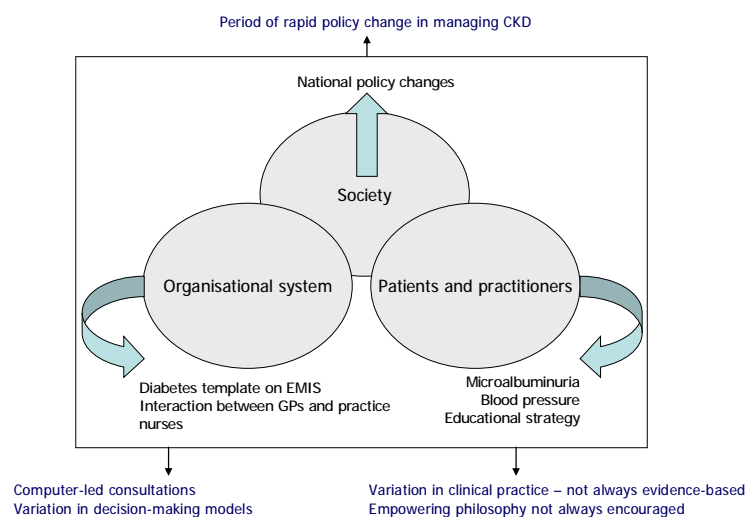 Period of rapid policy change in managing CKD
National policy changes
Society
Organisational system
Patients and practitioners
Diabetes template on EMIS
Interaction between GPs and practice
nurses
Microalbuminuria
Blood pressure
Educational strategy
Computer-led consultations
Variation in decision-making models
Variation in clinical practice – not always evidence-based
Empowering philosophy not always encouraged